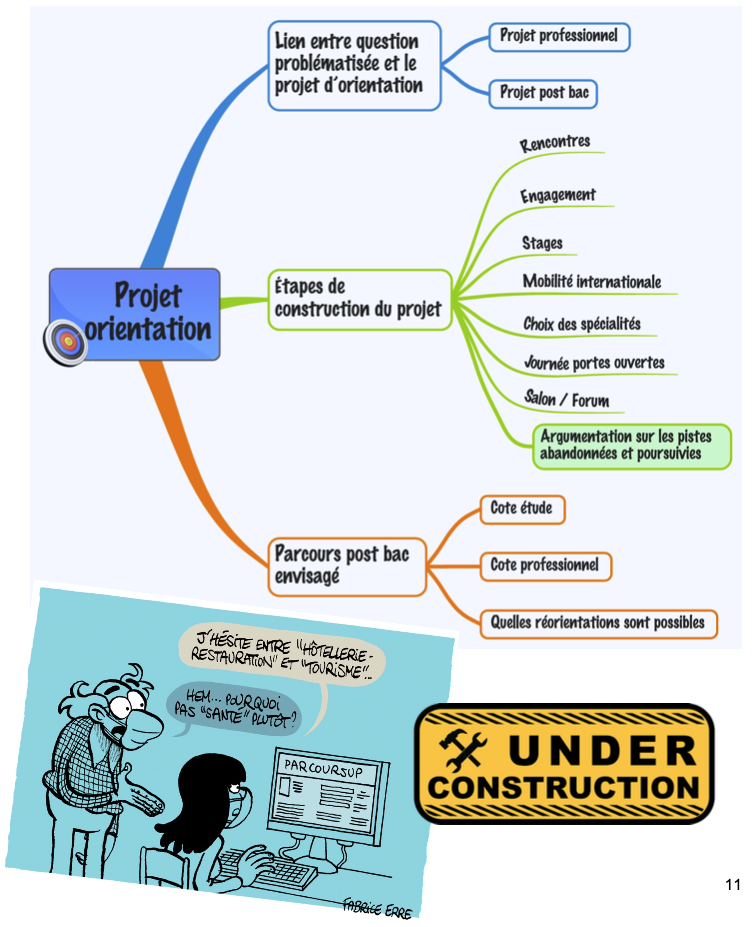 Lien entre question
problématisée et le
projet d'orientation
Projet professionnel
Projet post bac
Projet
orientation
Étapes de
construction du projet
Rencontres
Engagement
Stages
Mobilité internationale
Choix des spécialités
Journée portes ouvertes
Salon / Forum
Argumentation sur les pistes
abandonnées et poursuivies
Parcours post bac
envisagé
Cote étude
Cote professionnel
Quelles réorientations sont possibles
J'HÉSITE ENTRE "HÔTELLERIE-
RESTAURATION" ET "TOURISME"...
HEM... POURQUOI
PAS "SANTÉ" PLUTÔT?
PARCOURSUP
FABRICE ERRE
UNDER
CONSTRUCTION
11